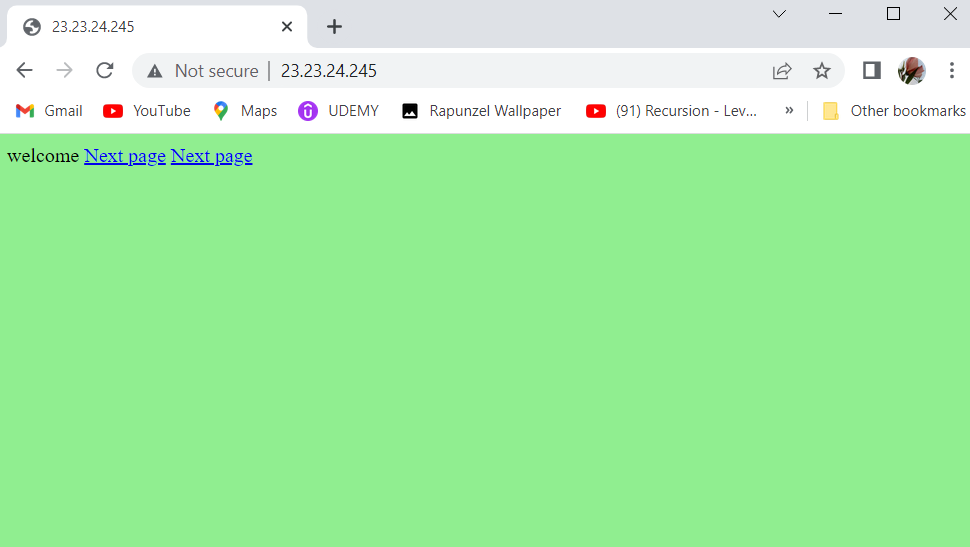 23.23.24.245
Not secure | 23.23.24.245
Gmail YouTube Maps UDEMY Rapunzel Wallpaper (91) Recursion - Lev... » Other bookmarks
welcome Next page Next page